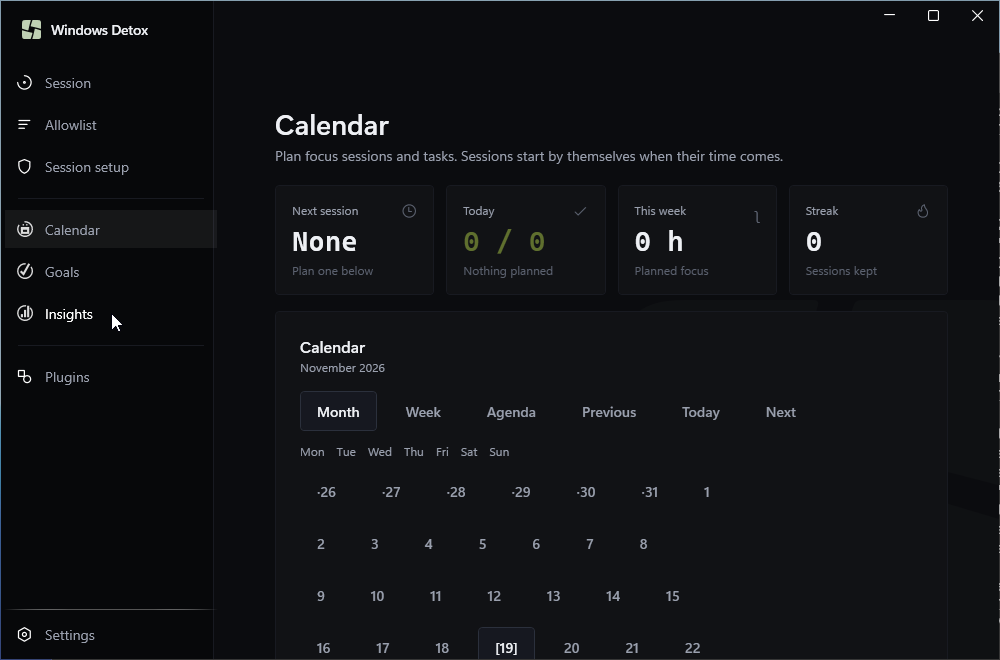 Windows Detox
Session
Allowlist
Session setup
Calendar
Goals
Insights
Plugins
Settings
Calendar
Plan focus sessions and tasks. Sessions start by themselves when their time comes.
Next session
None
Plan one below
Today
0 / 0
Nothing planned
This week
0 h
Planned focus
Streak
0
Sessions kept
Calendar
November 2026
Month Week Agenda Previous Today Next
Mon Tue Wed Thu Fri Sat Sun
·26 ·27 ·28 ·29 ·30 ·31 1
2 3 4 5 6 7 8
9 10 11 12 13 14 15
16 17 18 [19] 20 21 22